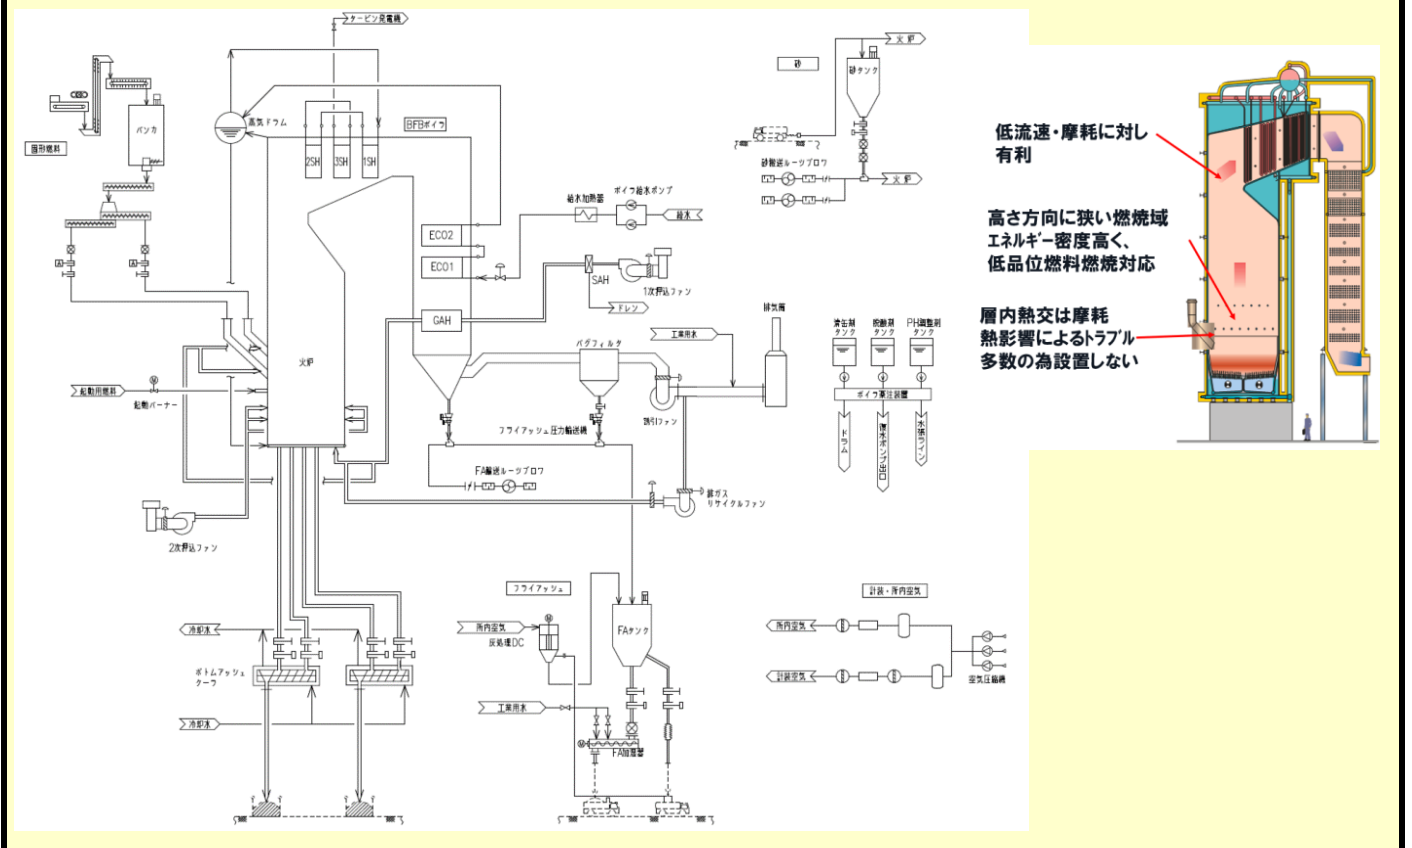 タービン発電機
蒸気ドラム
BFBボイラ
バンカ
固形燃料
2SH
3SH
1SH
砂
火炉
砂タンク
砂輸送ルーツブロワ
火炉
給水加熱器
ボイラ給水ポンプ
給水
ECO2
ECO1
SAH
1次押込ファン
ドレン
GAH
火炉
バグフィルタ
工業用水
排気筒
誘引ファン
起動用燃料
起動バーナー
フライアッシュ圧力輸送機
FA輸送ルーツブロワ
排ガス
リサイクルファン
2次押込ファン
清缶剤
タンク
脱酸剤
タンク
PH調整剤
タンク
ボイラ薬注装置
ドラム
復水ポンプ出口
水張ライン
フライアッシュ
所内空気
灰処理DC
FAタンク
工業用水
FA加湿器
冷却水
ボトムアッシュ
クーラ
冷却水
計装・所内空気
所内空気
計装空気
空気圧縮機
低流速・摩耗に対し
有利
高さ方向に狭い燃焼域
エネルギー密度高く、
低品位燃料燃焼対応
層内熱交は摩耗
熱影響によるトラブル
多数の為設置しない
A
A
M
M
M